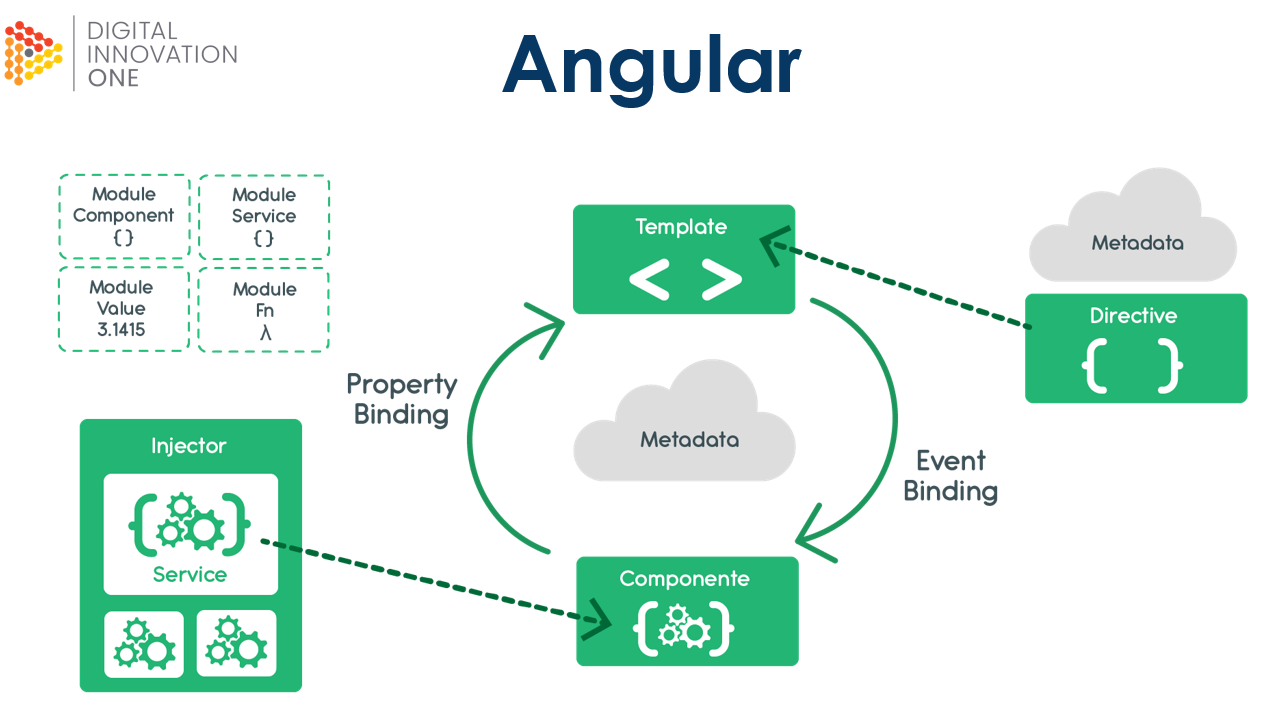 DIGITAL
INNOVATION
ONE
Angular
Module
Component
{ }
Module
Service
{ }
Module
Value
3.1415
Module
Fn
λ
Template
< >
Metadata
Directive
{ }
Property
Binding
Metadata
Event
Binding
Injector
{ }
Service
Componente
{ }